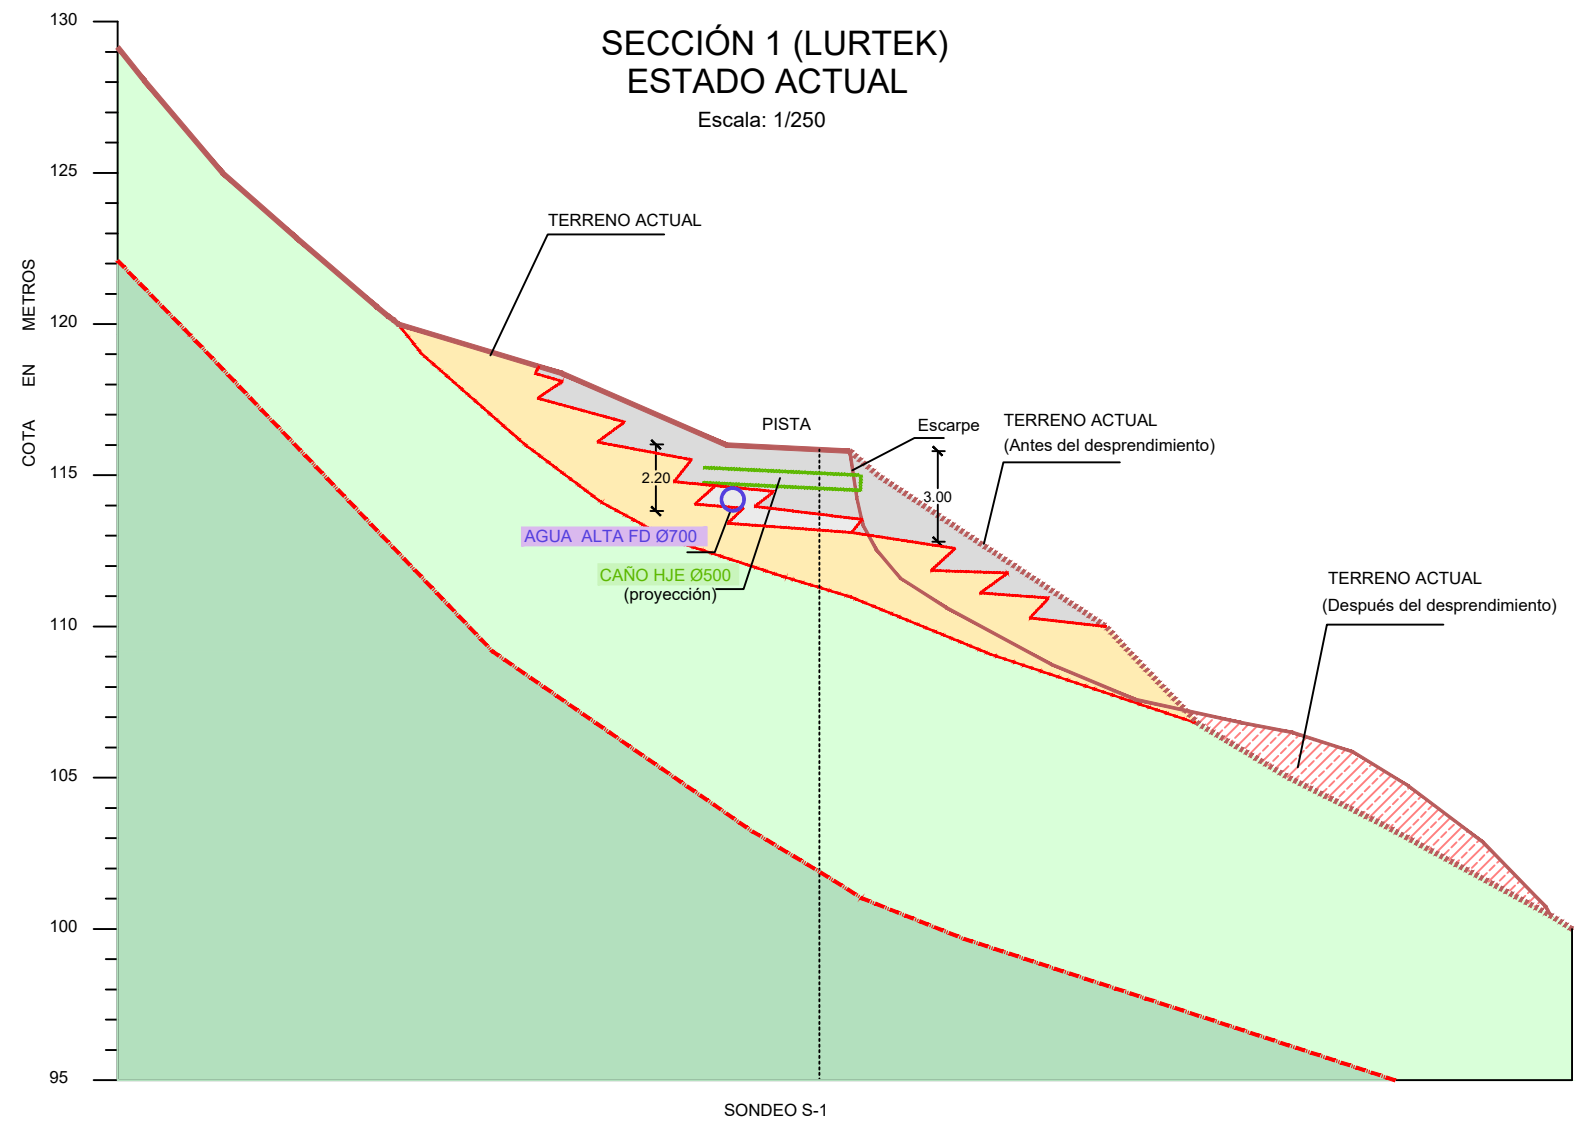 SECCIÓN 1 (LURTEK)
ESTADO ACTUAL
Escala: 1/250
130
125
120
115
110
105
100
95
COTA EN METROS
TERRENO ACTUAL
PISTA
Escarpe
TERRENO ACTUAL
(Antes del desprendimiento)
2.20
3.00
AGUA ALTA FD Ø700
CAÑO HJE Ø500
(proyección)
TERRENO ACTUAL
(Después del desprendimiento)
SONDEO S-1